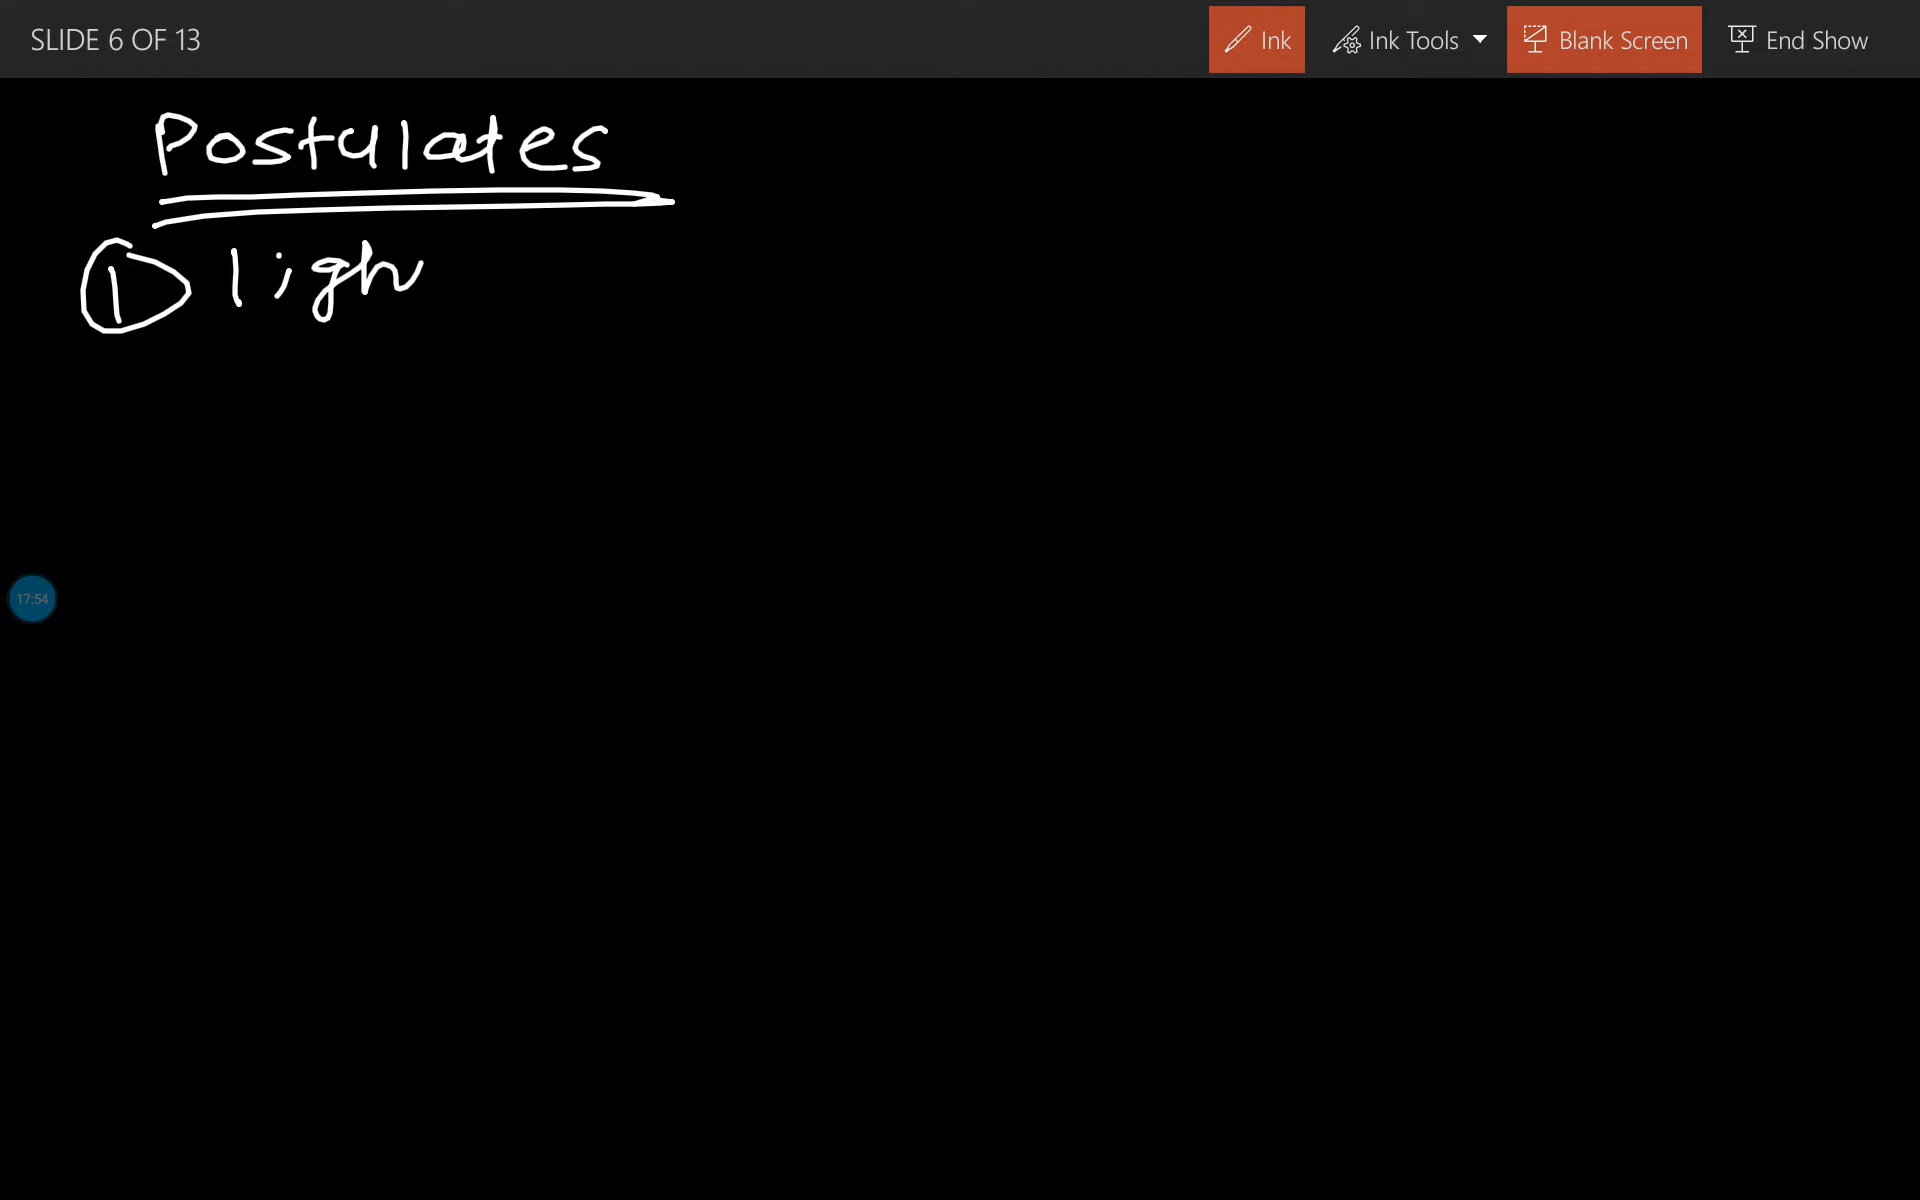 SLIDE 6 OF 13 Ink Ink Tools Blank Screen End Show
Postulates
① ligh
17:54